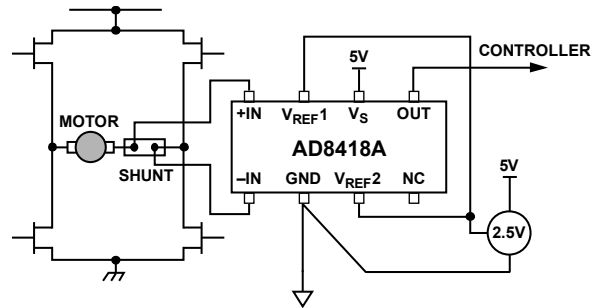 5V
CONTROLLER
+IN
VREF1
VS
OUT
MOTOR
AD8418A
SHUNT
–IN
GND
VREF2
NC
5V
2.5V